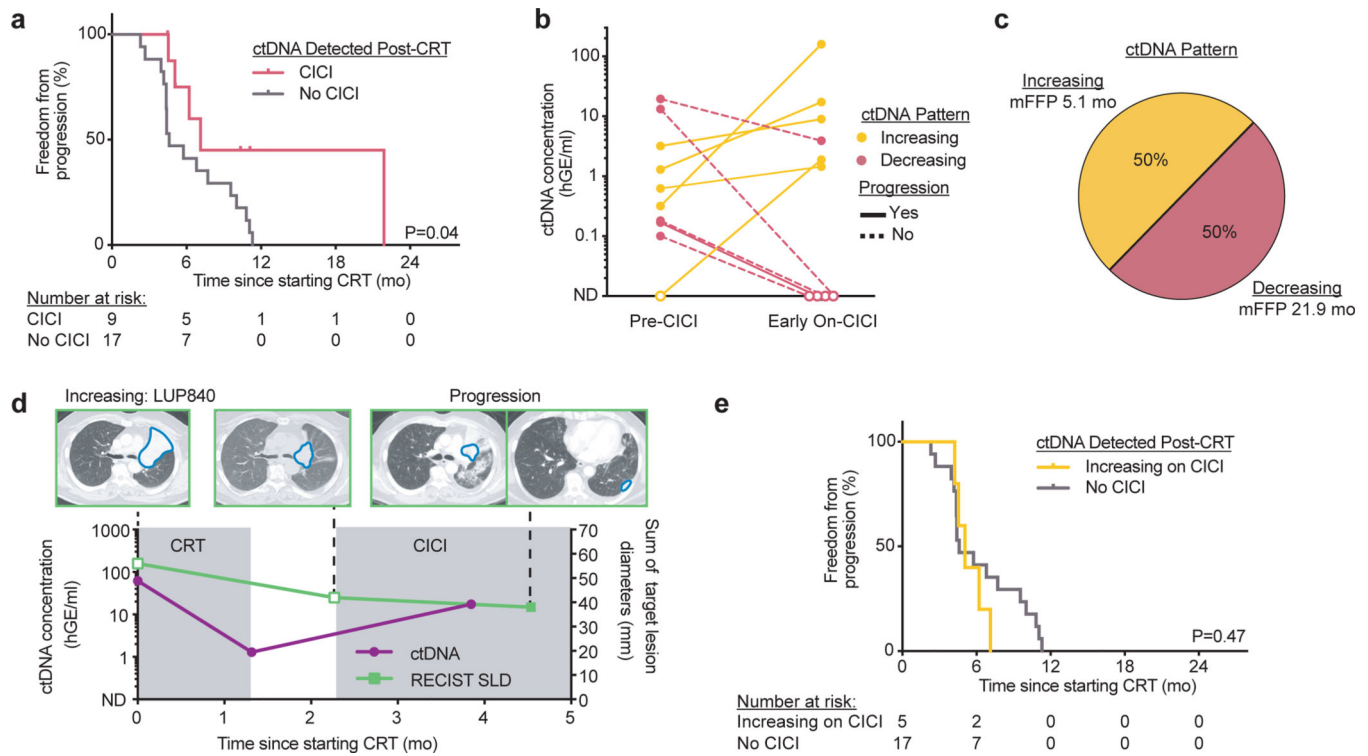 a
100
50
0
Freedom from
progression (%)
ctDNA Detected Post-CRT
CICI
No CICI
P=0.04
0 6 12 18 24
Time since starting CRT (mo)
Number at risk:
CICI 9 5 1 1 0
No CICI 17 7 0 0 0
b
100
10
1
0.1
ND
ctDNA concentration
(hGE/ml)
Pre-CICI Early On-CICI
ctDNA Pattern
Increasing
Decreasing
Progression
Yes
No
c
ctDNA Pattern
Increasing
mFFP 5.1 mo
50%
50%
Decreasing
mFFP 21.9 mo
d
Increasing: LUP840
Progression
1000
100
10
1
ND
ctDNA concentration
(hGE/ml)
CRT
CICI
ctDNA
RECIST SLD
70
60
50
40
30
20
10
0
Sum of target lesion
diameters (mm)
0 1 2 3 4 5
Time since starting CRT (mo)
e
100
50
0
Freedom from
progression (%)
ctDNA Detected Post-CRT
Increasing on CICI
No CICI
P=0.47
0 6 12 18 24
Time since starting CRT (mo)
Number at risk:
Increasing on CICI 5 2 0 0 0
No CICI 17 7 0 0 0